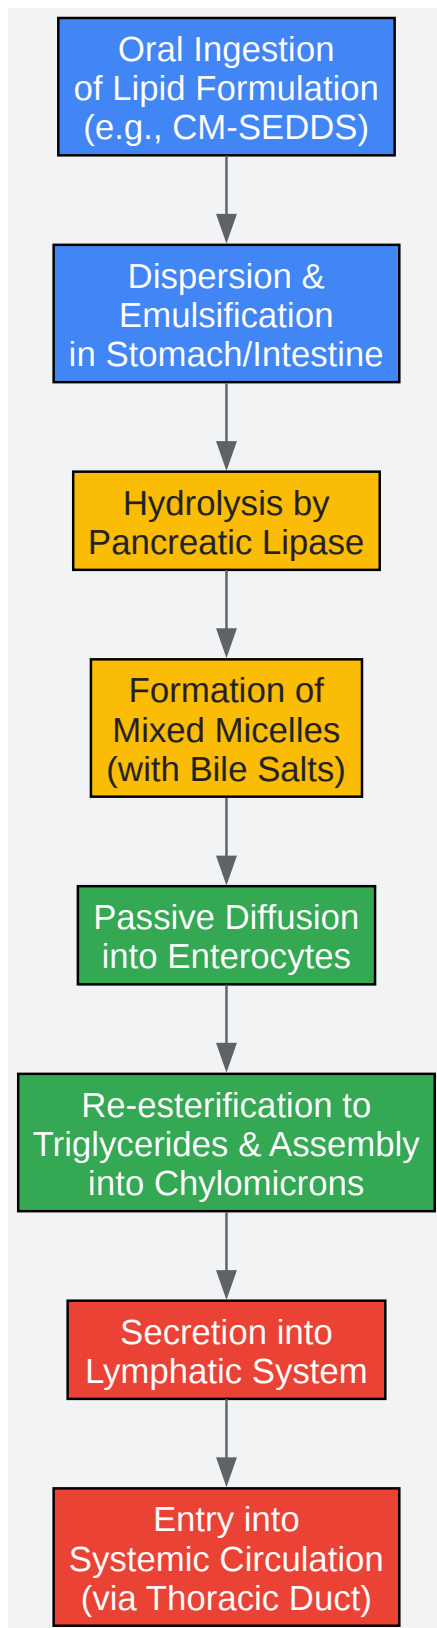 Oral Ingestion
of Lipid Formulation
(e.g., CM-SEDDS)
Dispersion &
Emulsification
in Stomach/Intestine
Hydrolysis by
Pancreatic Lipase
Formation of
Mixed Micelles
(with Bile Salts)
Passive Diffusion
into Enterocytes
Re-esterification to
Triglycerides & Assembly
into Chylomicrons
Secretion into
Lymphatic System
Entry into
Systemic Circulation
(via Thoracic Duct)